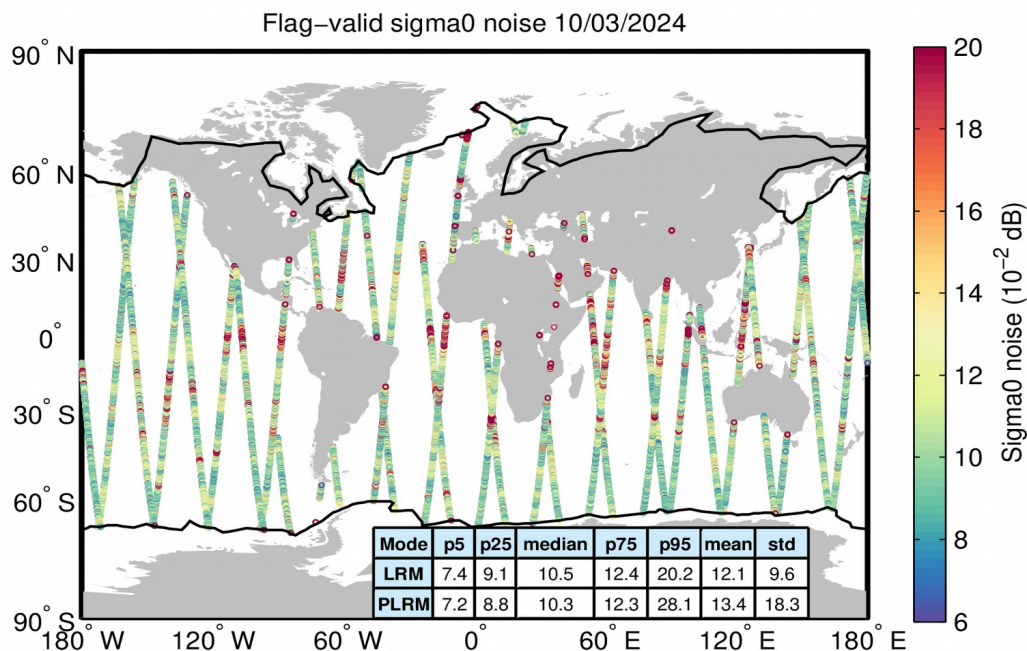 Flag-valid sigma0 noise 10/03/2024
90° N
60° N
30° N
0°
30° S
60° S
90° S
180° W
120° W
60° W
0°
60° E
120° E
180° E
20
18
16
14
12
10
8
6
Sigma0 noise (10⁻² dB)
Mode p5 p25 median p75 p95 mean std
LRM 7.4 9.1 10.5 12.4 20.2 12.1 9.6
PLRM 7.2 8.8 10.3 12.3 28.1 13.4 18.3